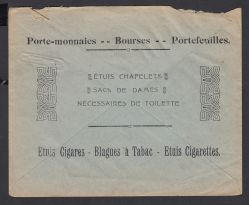 Porte-monnaies -- Bourses -- Portefeuilles.
ÉTUIS CHAPELETS
SACS DE DAMES
NÉCESSAIRES DE TOILETTE
Etuis Cigares - Blagues à Tabac - Etuis Cigarettes.